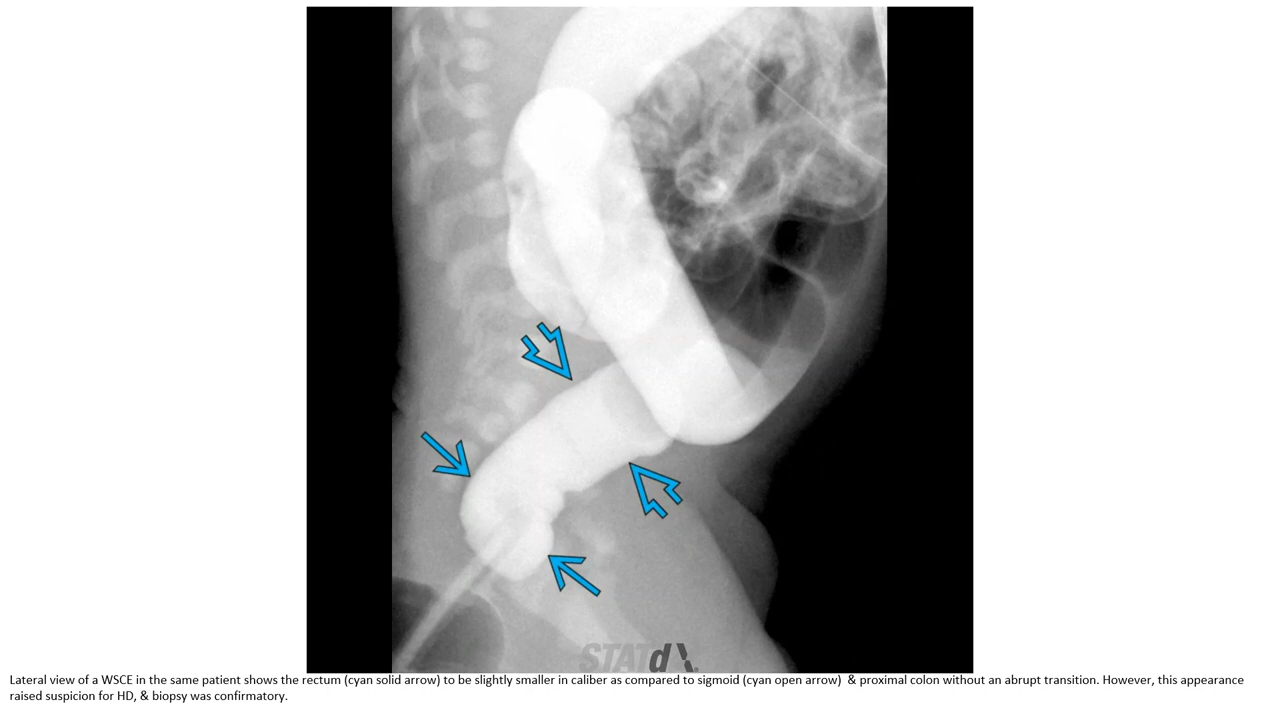 STATdX
Lateral view of a WSCE in the same patient shows the rectum (cyan solid arrow) to be slightly smaller in caliber as compared to sigmoid (cyan open arrow)  & proximal colon without an abrupt transition. However, this appearance
raised suspicion for HD, & biopsy was confirmatory.